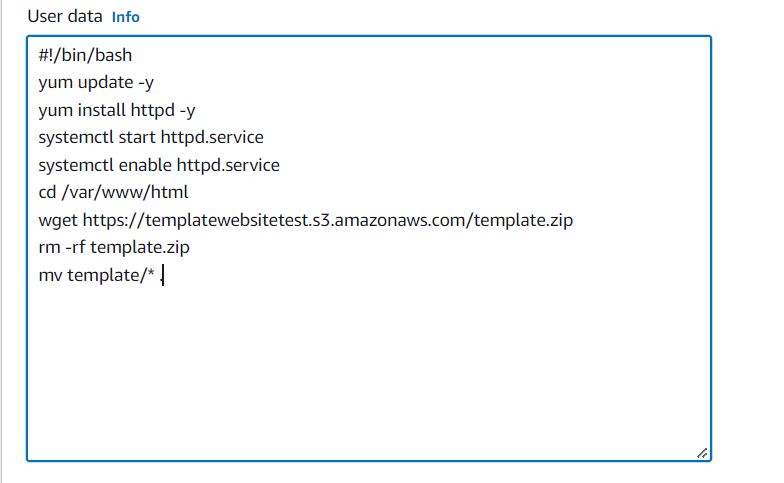 User data Info
#!/bin/bash
yum update -y
yum install httpd -y
systemctl start httpd.service
systemctl enable httpd.service
cd /var/www/html
wget https://templatewebsitetest.s3.amazonaws.com/template.zip
rm -rf template.zip
mv template/* .